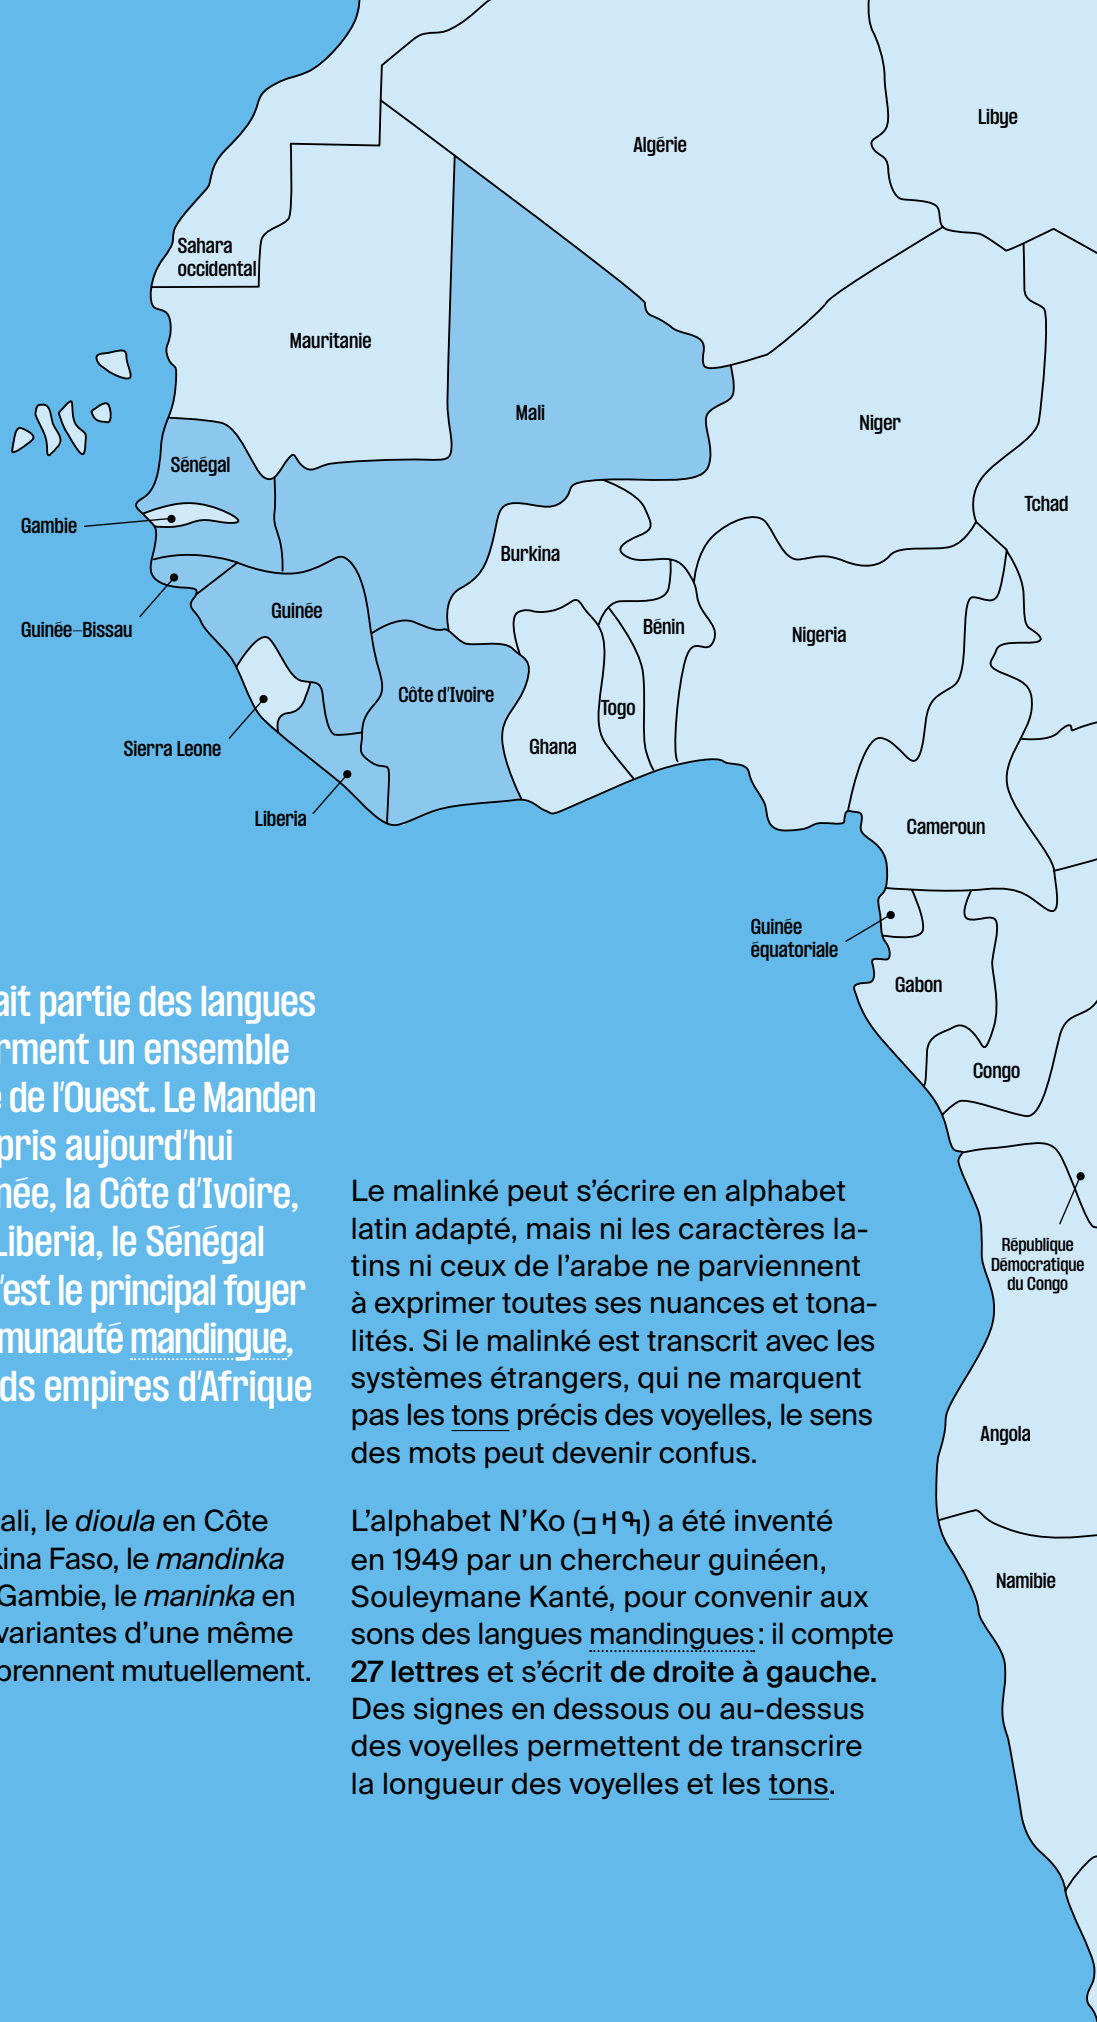 Libye
Algérie
Sahara
occidental
Mauritanie
Mali
Niger
Sénégal
Tchad
Gambie
Burkina
Guinée
Bénin
Guinée-Bissau
Nigeria
Côte d'Ivoire
Togo
Ghana
Sierra Leone
Liberia
Cameroun
Guinée
équatoriale
Gabon
Congo
République
Démocratique
du Congo
Angola
Namibie
ait partie des langues
rment un ensemble
e de l'Ouest. Le Manden
pris aujourd'hui
née, la Côte d'Ivoire,
Liberia, le Sénégal
'est le principal foyer
munauté mandingue,
ds empires d'Afrique
ali, le dioula en Côte
kina Faso, le mandinka
Gambie, le maninka en
variantes d'une même
prennent mutuellement.
Le malinké peut s'écrire en alphabet
latin adapté, mais ni les caractères la-
tins ni ceux de l'arabe ne parviennent
à exprimer toutes ses nuances et tona-
lités. Si le malinké est transcrit avec les
systèmes étrangers, qui ne marquent
pas les tons précis des voyelles, le sens
des mots peut devenir confus.
L'alphabet N'Ko (ߒߞߏ) a été inventé
en 1949 par un chercheur guinéen,
Souleymane Kanté, pour convenir aux
sons des langues mandingues : il compte
27 lettres et s'écrit de droite à gauche.
Des signes en dessous ou au-dessus
des voyelles permettent de transcrire
la longueur des voyelles et les tons.